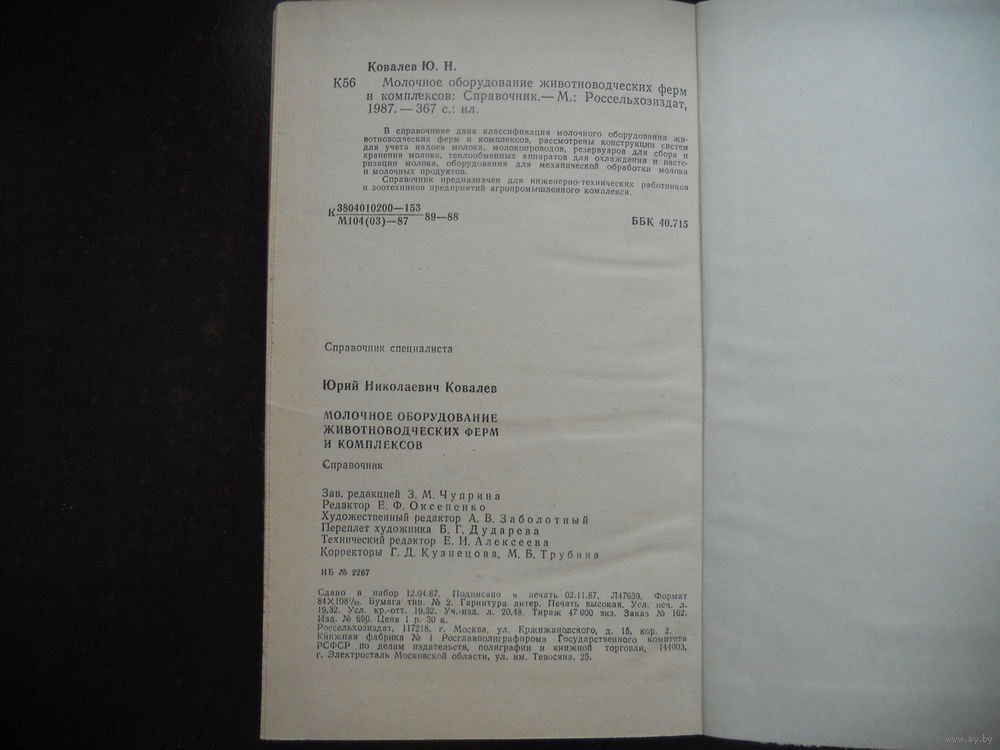 Ковалев Ю. Н.
К56 Молочное оборудование животноводческих ферм
и комплексов: Справочник.— М.: Россельхозиздат,
1987. — 367 с.: ил.
В справочнике дана классификация молочного оборудования жи-
вотноводческих ферм и комплексов, рассмотрены конструкции систем
для учета надоев молока, молокопроводов, резервуаров для сбора и
хранения молока, теплообменных аппаратов для охлаждения и пасте-
ризации молока, оборудования для механической обработки молока
и молочных продуктов.
Справочник предназначен для инженерно-технических работников
и зоотехников предприятий агропромышленного комплекса.
К 3804010200—153
М104(03)—87 89—88
ББК 40.715
Справочник специалиста
Юрий Николаевич Ковалев
МОЛОЧНОЕ ОБОРУДОВАНИЕ
ЖИВОТНОВОДЧЕСКИХ ФЕРМ
И КОМПЛЕКСОВ
Справочник
Зав. редакцией З. М. Чуприна
Редактор Е. Ф. Оксененко
Художественный редактор А. В. Заболотный
Переплет художника Б. Г. Дударева
Технический редактор Е. И. Алексеева
Корректоры Г. Д. Кузнецова, М. Б. Трубина
ИБ № 2267
Сдано в набор 12.04.87. Подписано в печать 02.11.87. Л47639. Формат
84×108¹/₃₂. Бумага тип. № 2. Гарнитура литер. Печать высокая. Усл. печ. л.
19,32. Усл. кр.-отт. 19,32. Уч.-изд. л. 20,48. Тираж 47 000 экз. Заказ № 162.
Изд. № 690. Цена 1 р. 30 к.
Россельхозиздат, 117218, г. Москва, ул. Кржижановского, д. 15, кор. 2.
Книжная фабрика № 1 Росглавполиграфпрома Государственного комитета
РСФСР по делам издательств, полиграфии и книжной торговли, 144003,
г. Электросталь Московской области, ул. им. Тевосяна, 25.
www.ay.by